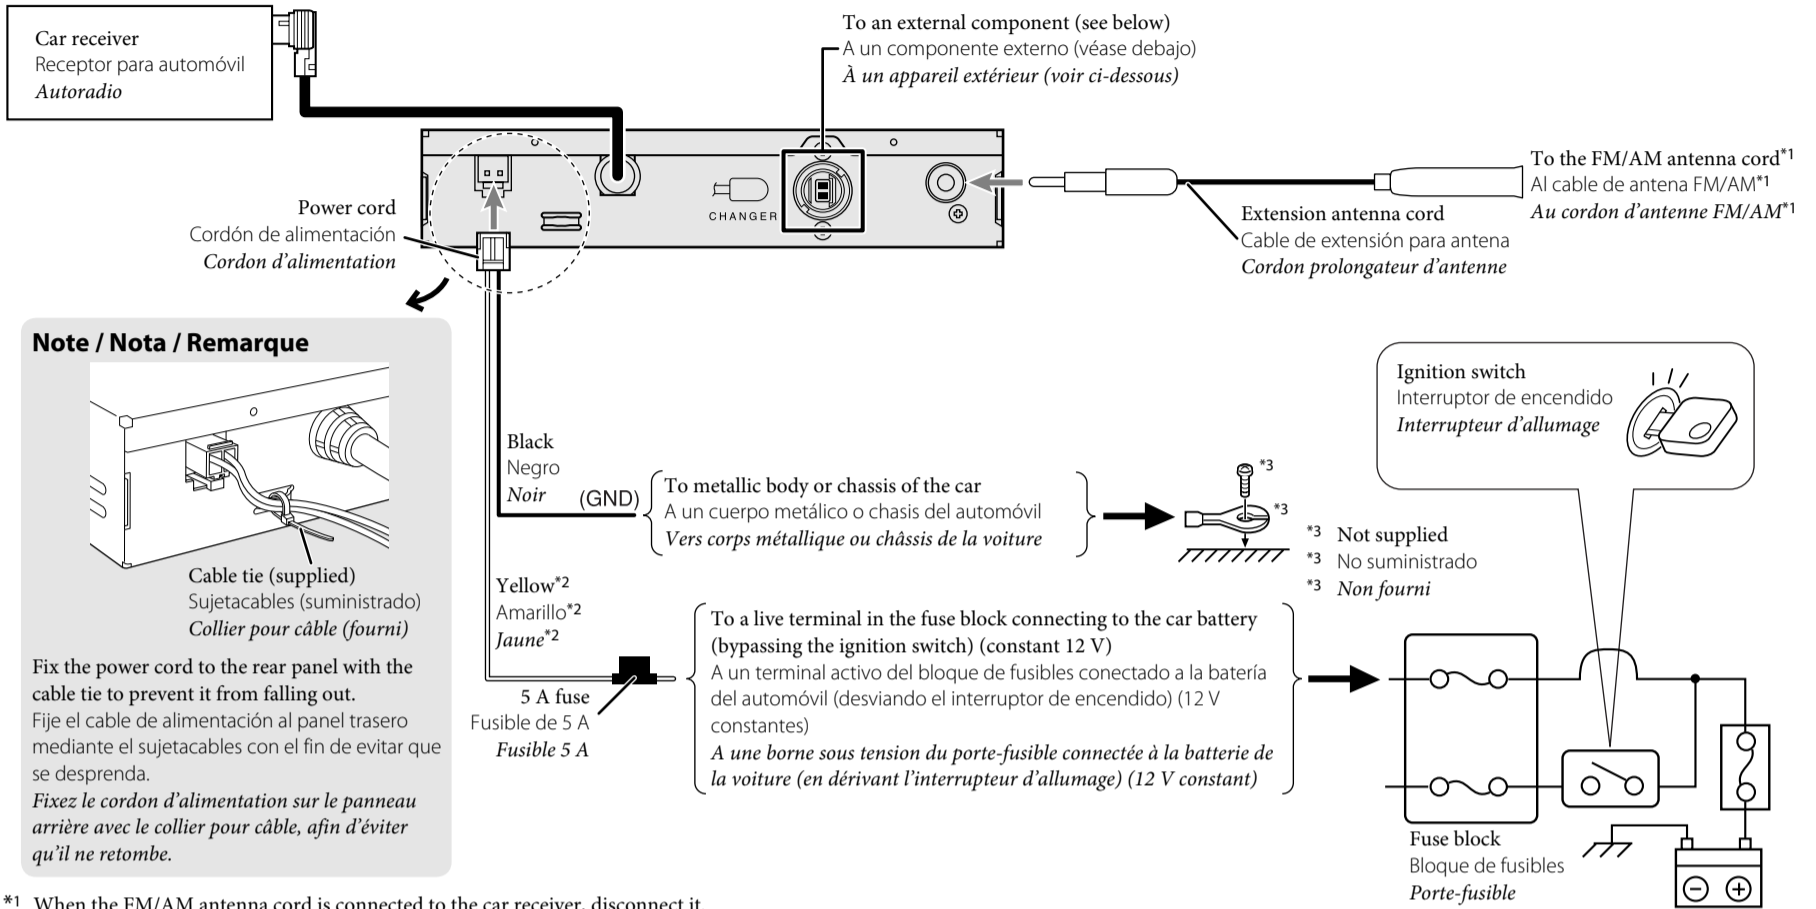 Car receiver
Receptor para automóvil
Autoradio
To an external component (see below)
A un componente externo (véase debajo)
À un appareil extérieur (voir ci-dessous)
CHANGER
To the FM/AM antenna cord*1
Al cable de antena FM/AM*1
Au cordon d'antenne FM/AM*1
Extension antenna cord
Cable de extensión para antena
Cordon prolongateur d'antenne
Power cord
Cordón de alimentación
Cordon d'alimentation
Note / Nota / Remarque
Cable tie (supplied)
Sujetacables (suministrado)
Collier pour câble (fourni)
Fix the power cord to the rear panel with the
cable tie to prevent it from falling out.
Fije el cable de alimentación al panel trasero
mediante el sujetacables con el fin de evitar que
se desprenda.
Fixez le cordon d'alimentation sur le panneau
arrière avec le collier pour câble, afin d'éviter
qu'il ne retombe.
Black
Negro
Noir
(GND)
To metallic body or chassis of the car
A un cuerpo metálico o chasis del automóvil
Vers corps métallique ou châssis de la voiture
*3
*3
*3 Not supplied
*3 No suministrado
*3 Non fourni
Ignition switch
Interruptor de encendido
Interrupteur d'allumage
Yellow*2
Amarillo*2
Jaune*2
5 A fuse
Fusible de 5 A
Fusible 5 A
To a live terminal in the fuse block connecting to the car battery
(bypassing the ignition switch) (constant 12 V)
A un terminal activo del bloque de fusibles conectado a la batería
del automóvil (desviando el interruptor de encendido) (12 V
constantes)
A une borne sous tension du porte-fusible connectée à la batterie de
la voiture (en dérivant l'interrupteur d'allumage) (12 V constant)
Fuse block
Bloque de fusibles
Porte-fusible
*1 When the FM/AM antenna cord is connected to the car receiver, disconnect it